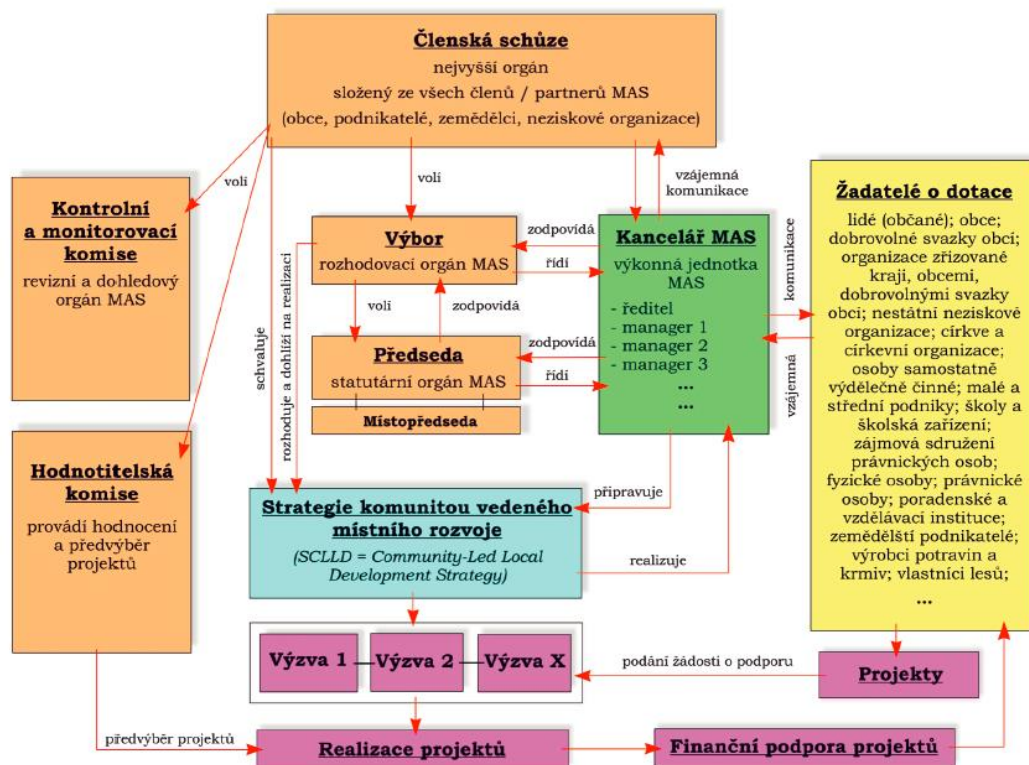 Členská schůze
nejvyšší orgán
složený ze všech členů / partnerů MAS
(obce, podnikatelé, zemědělci, neziskové organizace)
volí
volí
vzájemná
komunikace
Kontrolní
a monitorovací
komise
revizní a dohledový
orgán MAS
Výbor
rozhodovací orgán MAS
zodpovídá
řídí
volí
zodpovídá
Předseda
statutární orgán MAS
Místopředseda
zodpovídá
řídí
Kancelář MAS
výkonná jednotka
MAS
- ředitel
- manager 1
- manager 2
- manager 3
...
...
komunikace
vzájemná
Žadatelé o dotace
lidé (občané); obce;
dobrovolné svazky obcí;
organizace zřizované
kraji, obcemi,
dobrovolnými svazky
obcí; nestátní neziskové
organizace; církve a
církevní organizace;
osoby samostatně
výdělečně činné; malé a
střední podniky; školy a
školská zařízení;
zájmová sdružení
právnických osob;
fyzické osoby; právnické
osoby; poradenské a
vzdělávací instituce;
zemědělští podnikatelé;
výrobci potravin a
krmiv; vlastníci lesů;
...
schvaluje
rozhoduje a dohlíží na realizaci
Hodnotitelská
komise
provádí hodnocení
a předvýběr
projektů
Strategie komunitou vedeného
místního rozvoje
(SCLLD = Community-Led Local
Development Strategy)
připravuje
realizuje
Výzva 1
Výzva 2
Výzva X
podání žádosti o podporu
Projekty
předvýběr projektů
Realizace projektů
Finanční podpora projektů